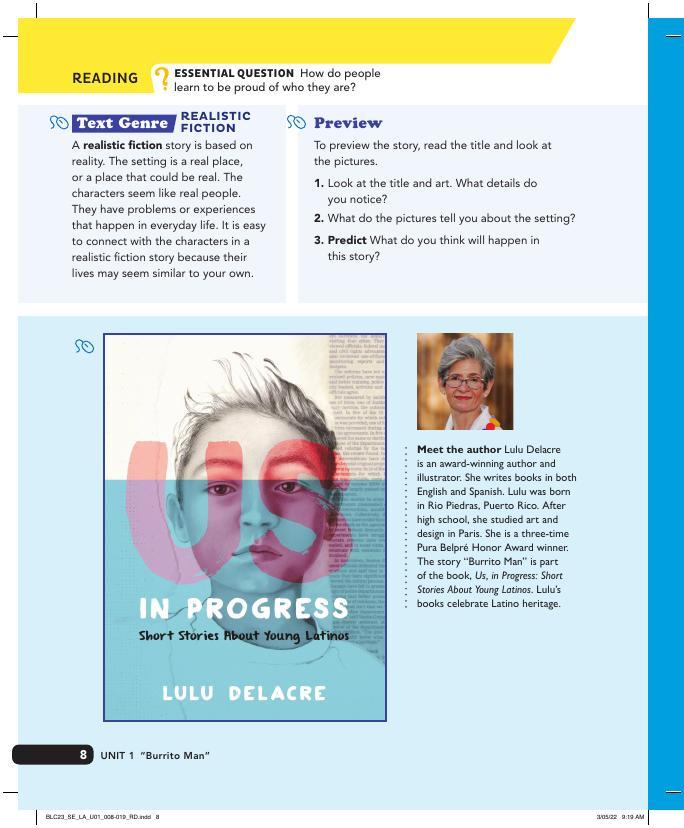 READING
ESSENTIAL QUESTION How do people
learn to be proud of who they are?
Text Genre REALISTIC
FICTION
A realistic fiction story is based on
reality. The setting is a real place,
or a place that could be real. The
characters seem like real people.
They have problems or experiences
that happen in everyday life. It is easy
to connect with the characters in a
realistic fiction story because their
lives may seem similar to your own.
Preview
To preview the story, read the title and look at
the pictures.
1. Look at the title and art. What details do
you notice?
2. What do the pictures tell you about the setting?
3. Predict What do you think will happen in
this story?
US
IN PROGRESS
Short Stories About Young Latinos
LULU DELACRE
Meet the author Lulu Delacre
is an award-winning author and
illustrator. She writes books in both
English and Spanish. Lulu was born
in Rio Piedras, Puerto Rico. After
high school, she studied art and
design in Paris. She is a three-time
Pura Belpré Honor Award winner.
The story “Burrito Man” is part
of the book, Us, in Progress: Short
Stories About Young Latinos. Lulu’s
books celebrate Latino heritage.
8 UNIT 1 “Burrito Man”
BLC23_SE_LA_U01_008-019_RD.indd 8
3/05/22 9:19 AM